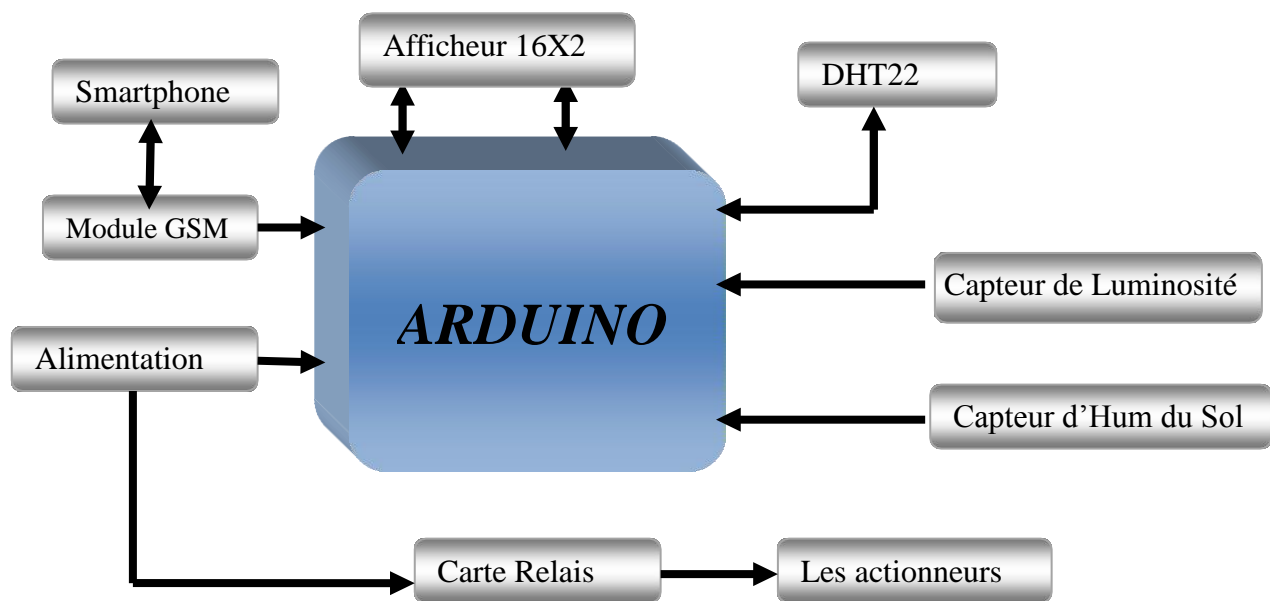 Afficheur 16X2
Smartphone
DHT22
Module GSM
Capteur de Luminosité
ARDUINO
Alimentation
Capteur d’Hum du Sol
Carte Relais
Les actionneurs